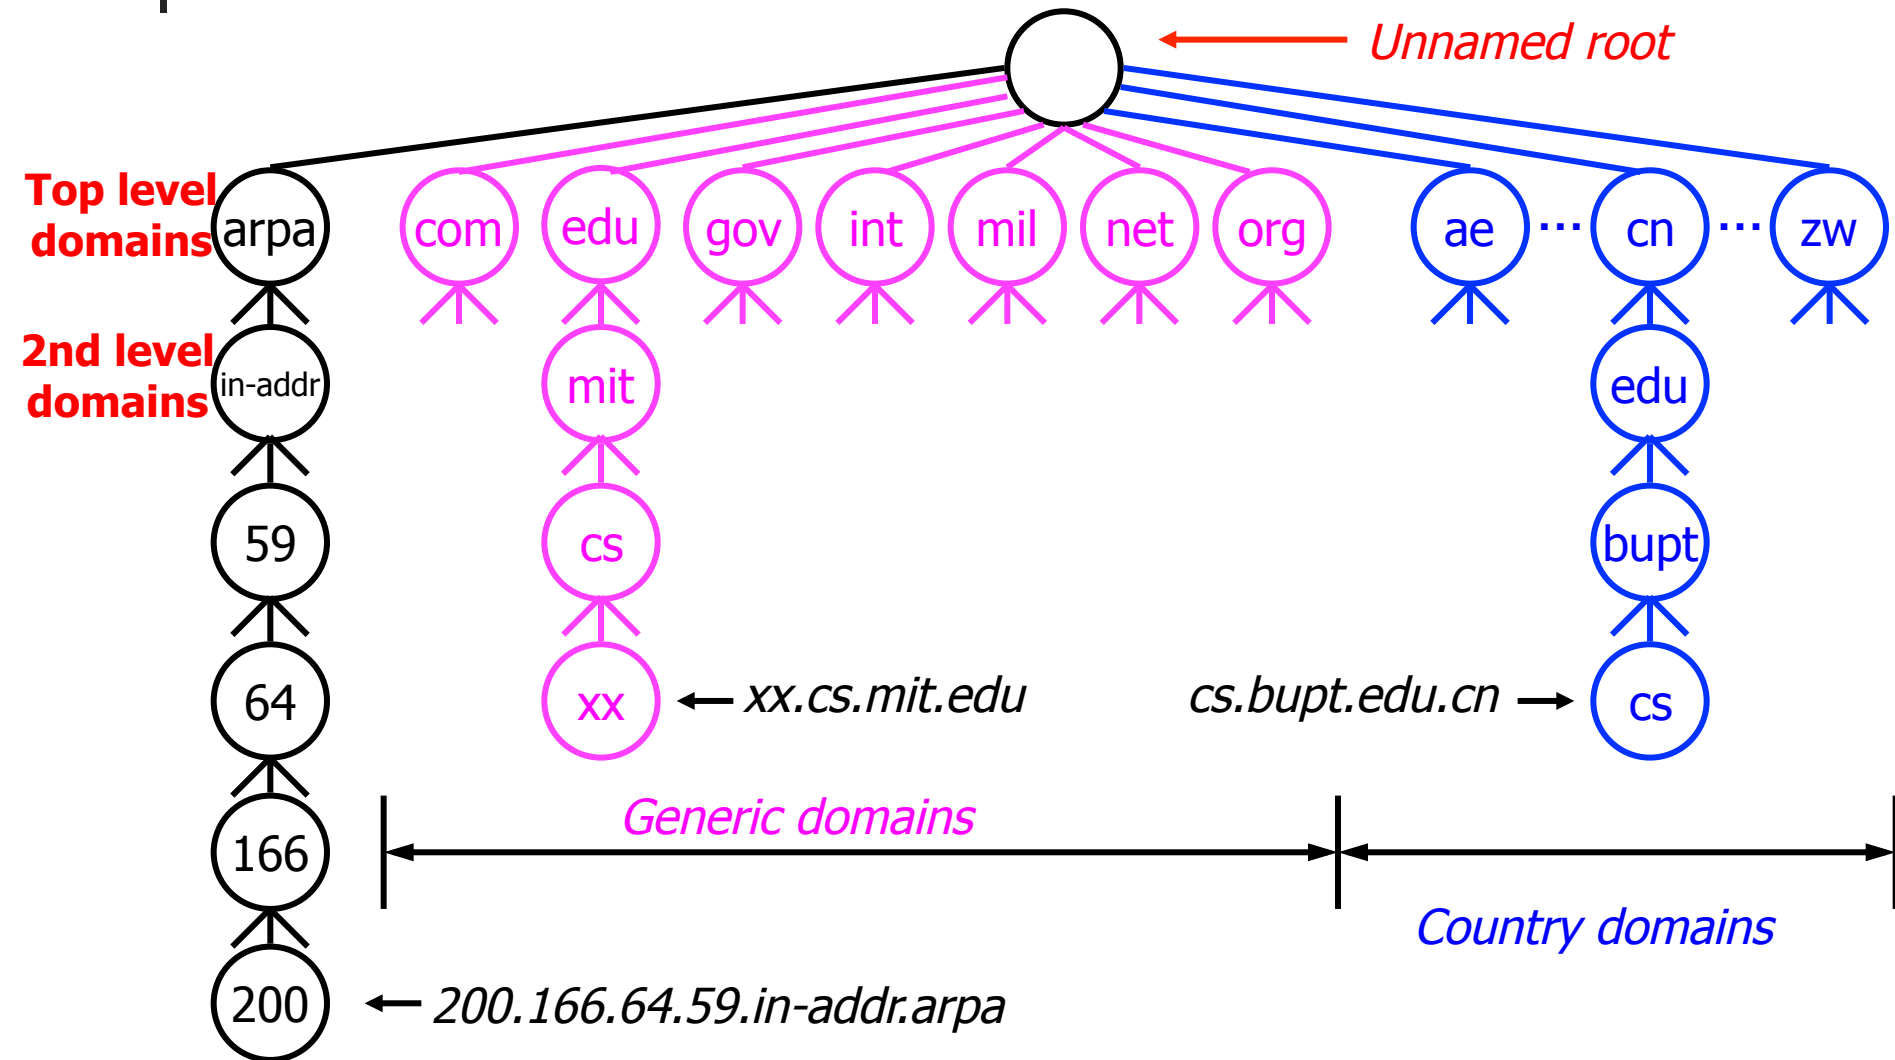 Unnamed root
Top level
domains
arpa
com
edu
gov
int
mil
net
org
ae
...
cn
...
zw
2nd level
domains
in-addr
mit
edu
59
cs
bupt
64
xx
xx.cs.mit.edu
cs.bupt.edu.cn
cs
166
Generic domains
Country domains
200
200.166.64.59.in-addr.arpa